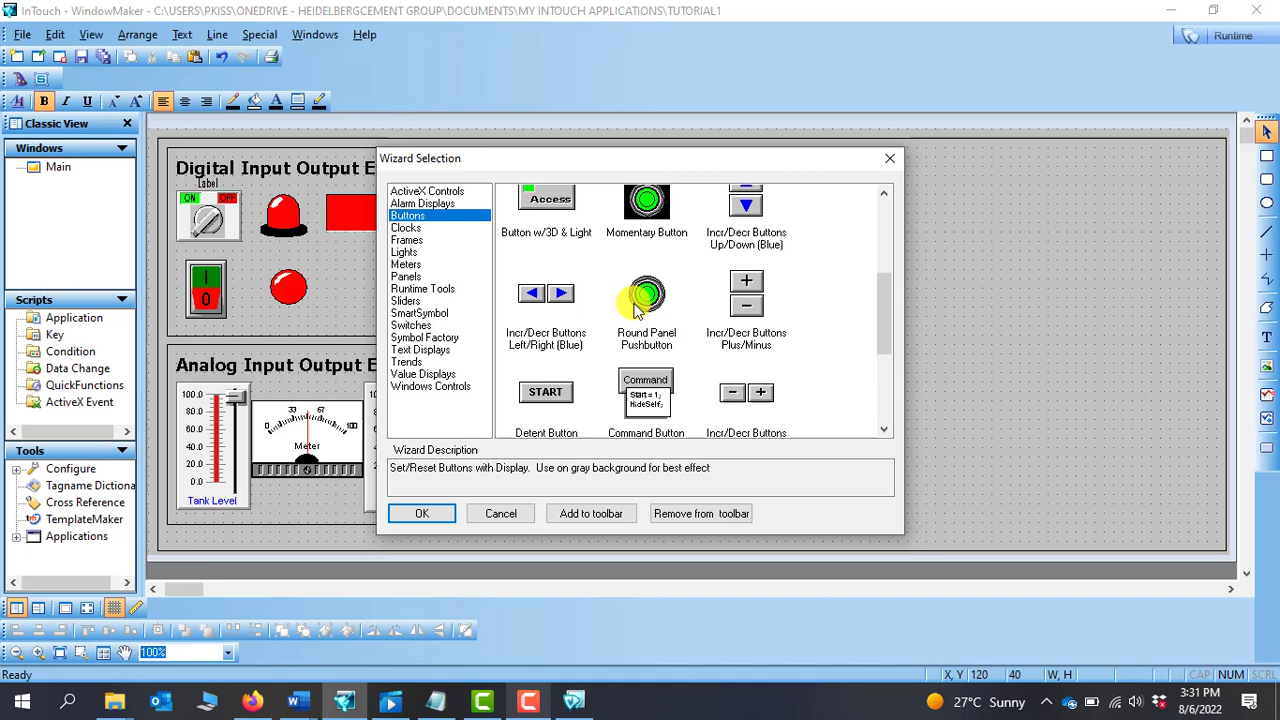 InTouch - WindowMaker - C:\USERS\PKISS\ONEDRIVE - HEIDELBERGCEMENT GROUP\DOCUMENTS\MY INTOUCH APPLICATIONS\TUTORIAL1
File Edit View Arrange Text Line Special Windows Help
Runtime
B I U A A A
Classic View
Windows
Main
Scripts
Application
Key
Condition
Data Change
QuickFunctions
ActiveX Event
Tools
Configure
Tagname Dictiona
Cross Reference
TemplateMaker
Applications
Digital Input Output E
Label
ON OFF
I
0
Analog Input Output E
100.0
80.0
60.0
40.0
20.0
0.0
Tank Level
0 33 67 100
Meter
Wizard Selection
ActiveX Controls
Alarm Displays
Buttons
Clocks
Frames
Lights
Meters
Panels
Runtime Tools
Sliders
SmartSymbol
Switches
Symbol Factory
Text Displays
Trends
Value Displays
Windows Controls
Access
Button w/3D & Light
Momentary Button
Incr/Decr Buttons
Up/Down (Blue)
Incr/Decr Buttons
Left/Right (Blue)
Round Panel
Pushbutton
+
−
Incr/Decr Buttons
Plus/Minus
START
Detent Button
Command
Start = 1;
HideSelf;
Command Button
− +
Incr/Decr Buttons
Wizard Description
Set/Reset Buttons with Display. Use on gray background for best effect
OK Cancel Add to toolbar Remove from toolbar
100%
Ready
X, Y 120 40 W, H CAP NUM SCRL
27°C Sunny
3:31 PM
8/6/2022